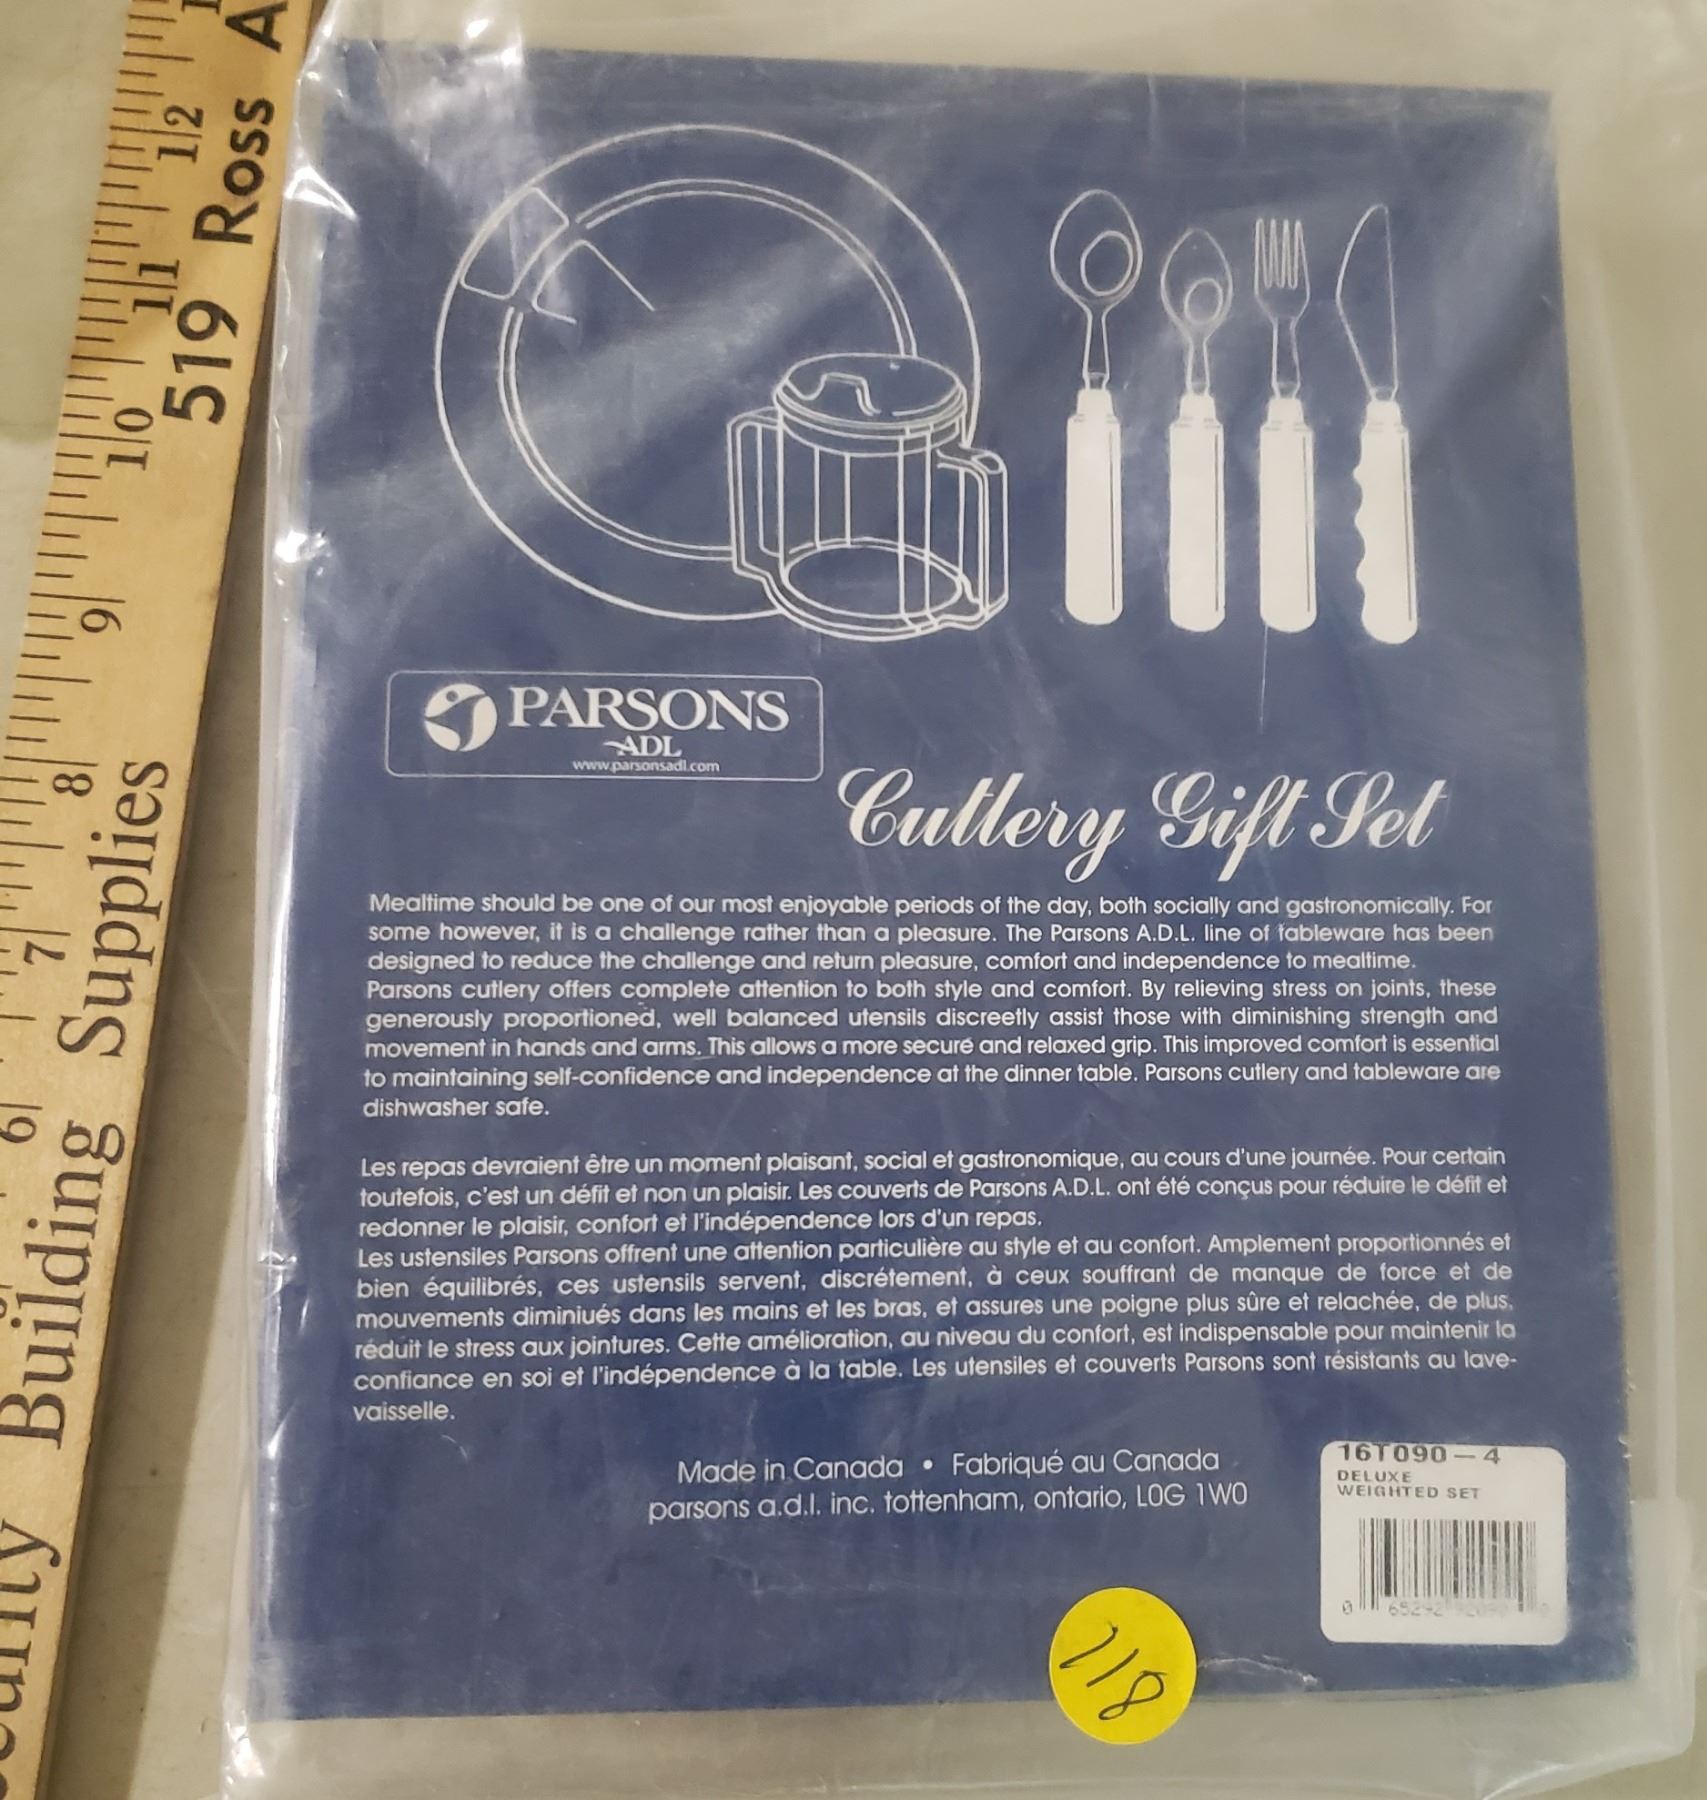 PARSONS
ADL
www.parsonsadl.com
Cutlery Gift Set
Mealtime should be one of our most enjoyable periods of the day, both socially and gastronomically. For
some however, it is a challenge rather than a pleasure. The Parsons A.D.L. line of tableware has been
designed to reduce the challenge and return pleasure, comfort and independence to mealtime.
Parsons cutlery offers complete attention to both style and comfort. By relieving stress on joints, these
generously proportioned, well balanced utensils discreetly assist those with diminishing strength and
movement in hands and arms. This allows a more secure and relaxed grip. This improved comfort is essential
to maintaining self-confidence and independence at the dinner table. Parsons cutlery and tableware are
dishwasher safe.
Les repas devraient être un moment plaisant, social et gastronomique, au cours d'une journée. Pour certain
toutefois, c'est un défit et non un plaisir. Les couverts de Parsons A.D.L. ont été conçus pour réduire le défit et
redonner le plaisir, confort et l'indépendence lors d'un repas.
Les ustensiles Parsons offrent une attention particulière au style et au confort. Amplement proportionnés et
bien équilibrés, ces ustensils servent, discrétement, à ceux souffrant de manque de force et de
mouvements diminiués dans les mains et les bras, et assures une poigne plus sûre et relachée, de plus,
réduit le stress aux jointures. Cette amélioration, au niveau du confort, est indispensable pour maintenir la
confiance en soi et l'indépendence à la table. Les utensiles et couverts Parsons sont résistants au lave-
vaisselle.
Made in Canada • Fabriqué au Canada
parsons a.d.l. inc. tottenham, ontario, L0G 1W0
16T090-4
DELUXE
WEIGHTED SET
0 65292
718
519 Ross A
Building Supplies
6 7 8 9 10 11 12